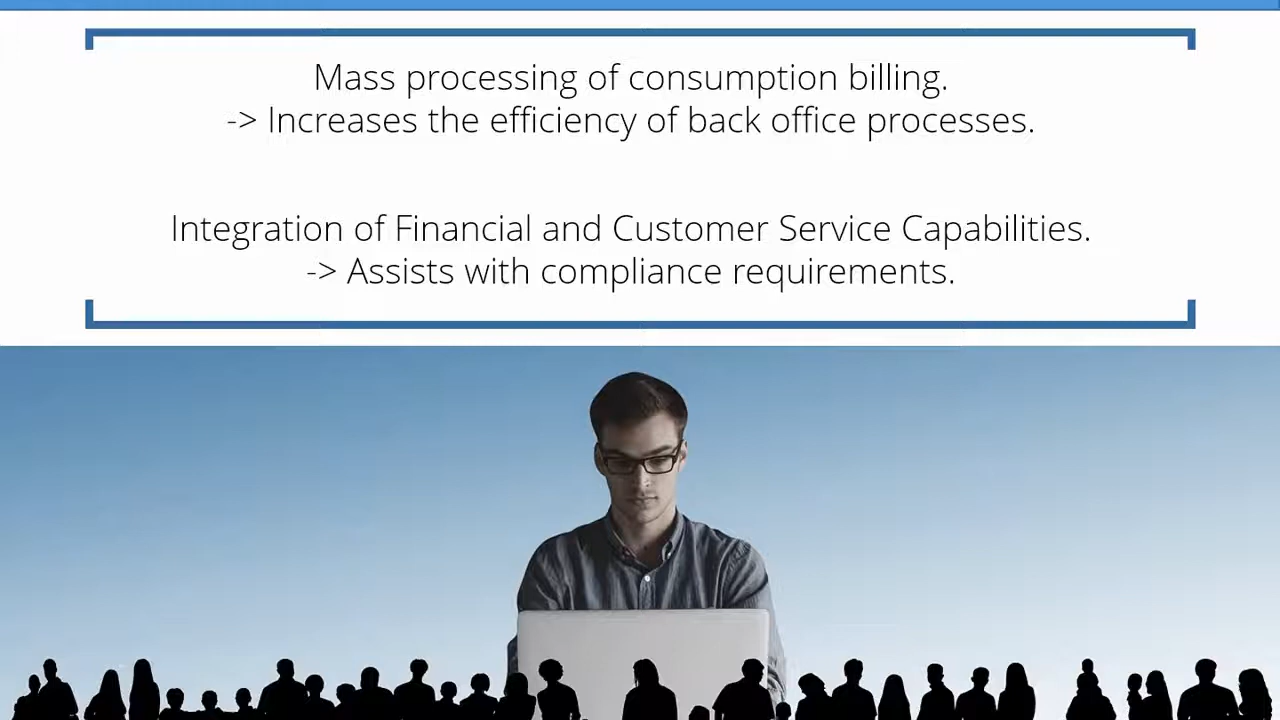 Mass processing of consumption billing.
-> Increases the efficiency of back office processes.
Integration of Financial and Customer Service Capabilities.
-> Assists with compliance requirements.